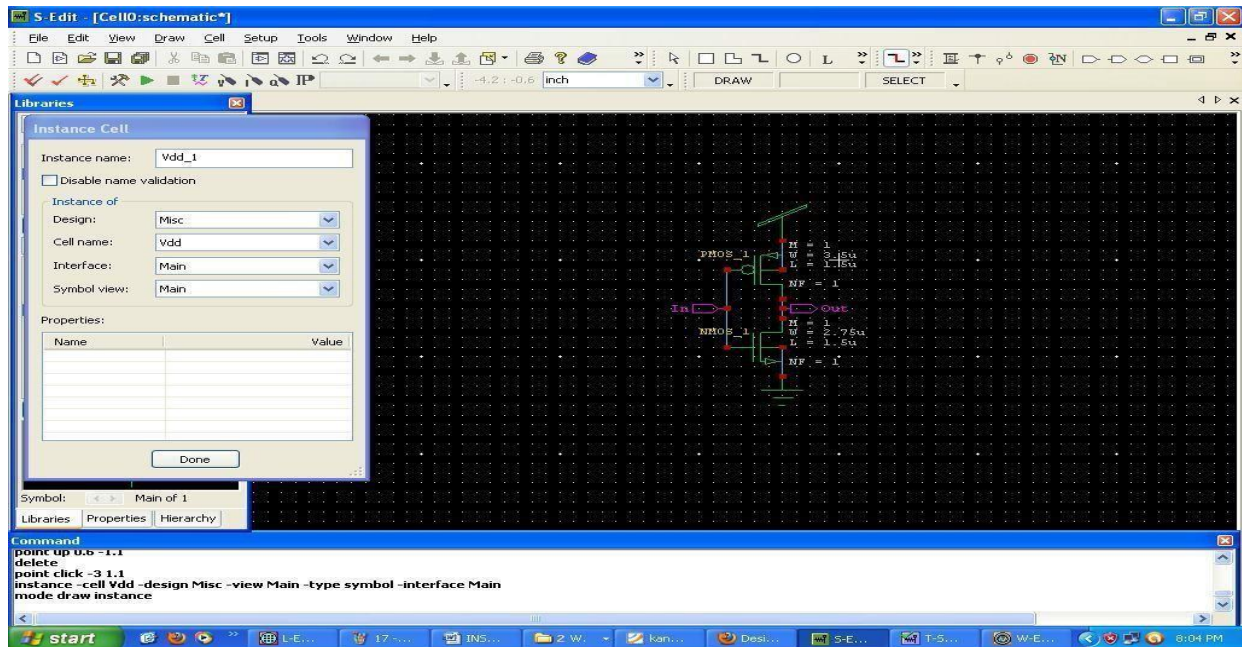 S-Edit - [Cell0:schematic*]
File Edit View Draw Cell Setup Tools Window Help
-4.2 : -0.6 inch DRAW SELECT
Libraries
Instance Cell
Instance name: Vdd_1
Disable name validation
Instance of
Design: Misc
Cell name: Vdd
Interface: Main
Symbol view: Main
Properties:
Name Value
Done
Symbol: Main of 1
Libraries Properties Hierarchy
PMOS_1
M = 1
W = 3.5u
L = 1.5u
NF = 1
In
Out
NMOS_1
M = 1
W = 2.75u
L = 1.5u
NF = 1
Command
point up 0.6 -1.1
delete
point click -3 1.1
instance -cell Vdd -design Misc -view Main -type symbol -interface Main
mode draw instance
start L-E... 17 -... INS... 2 W. kan... Desi... S-E... T-S... W-E... 8:04 PM